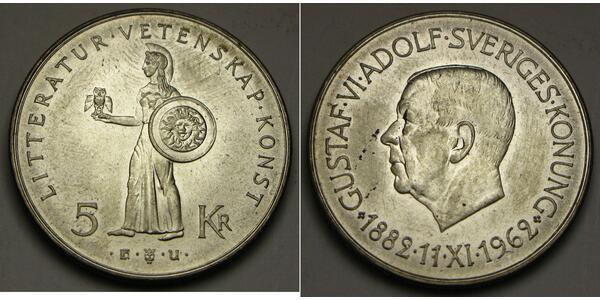 LITTERATUR·VETENSKAP·KONST
5 KR
·E· ·U·
GUSTAF·VI·ADOLF·SVERIGES·KONUNG
1882·11·XI·1962